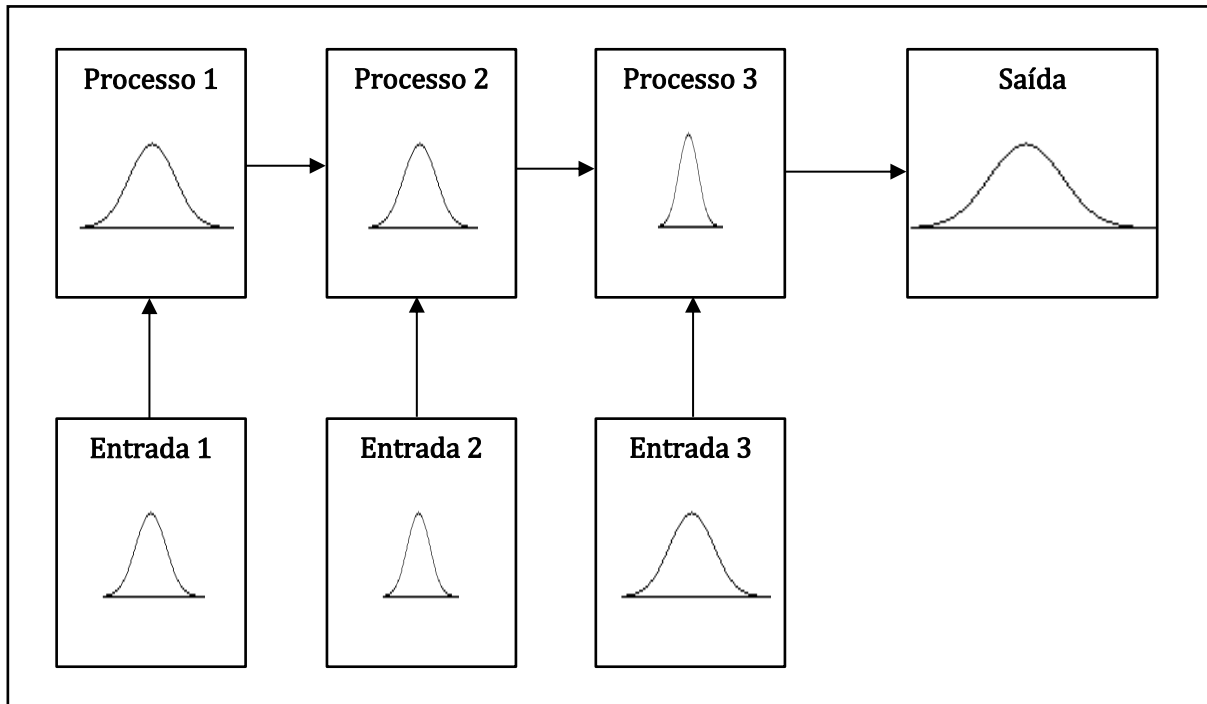 Processo 1
Processo 2
Processo 3
Saída
Entrada 1
Entrada 2
Entrada 3